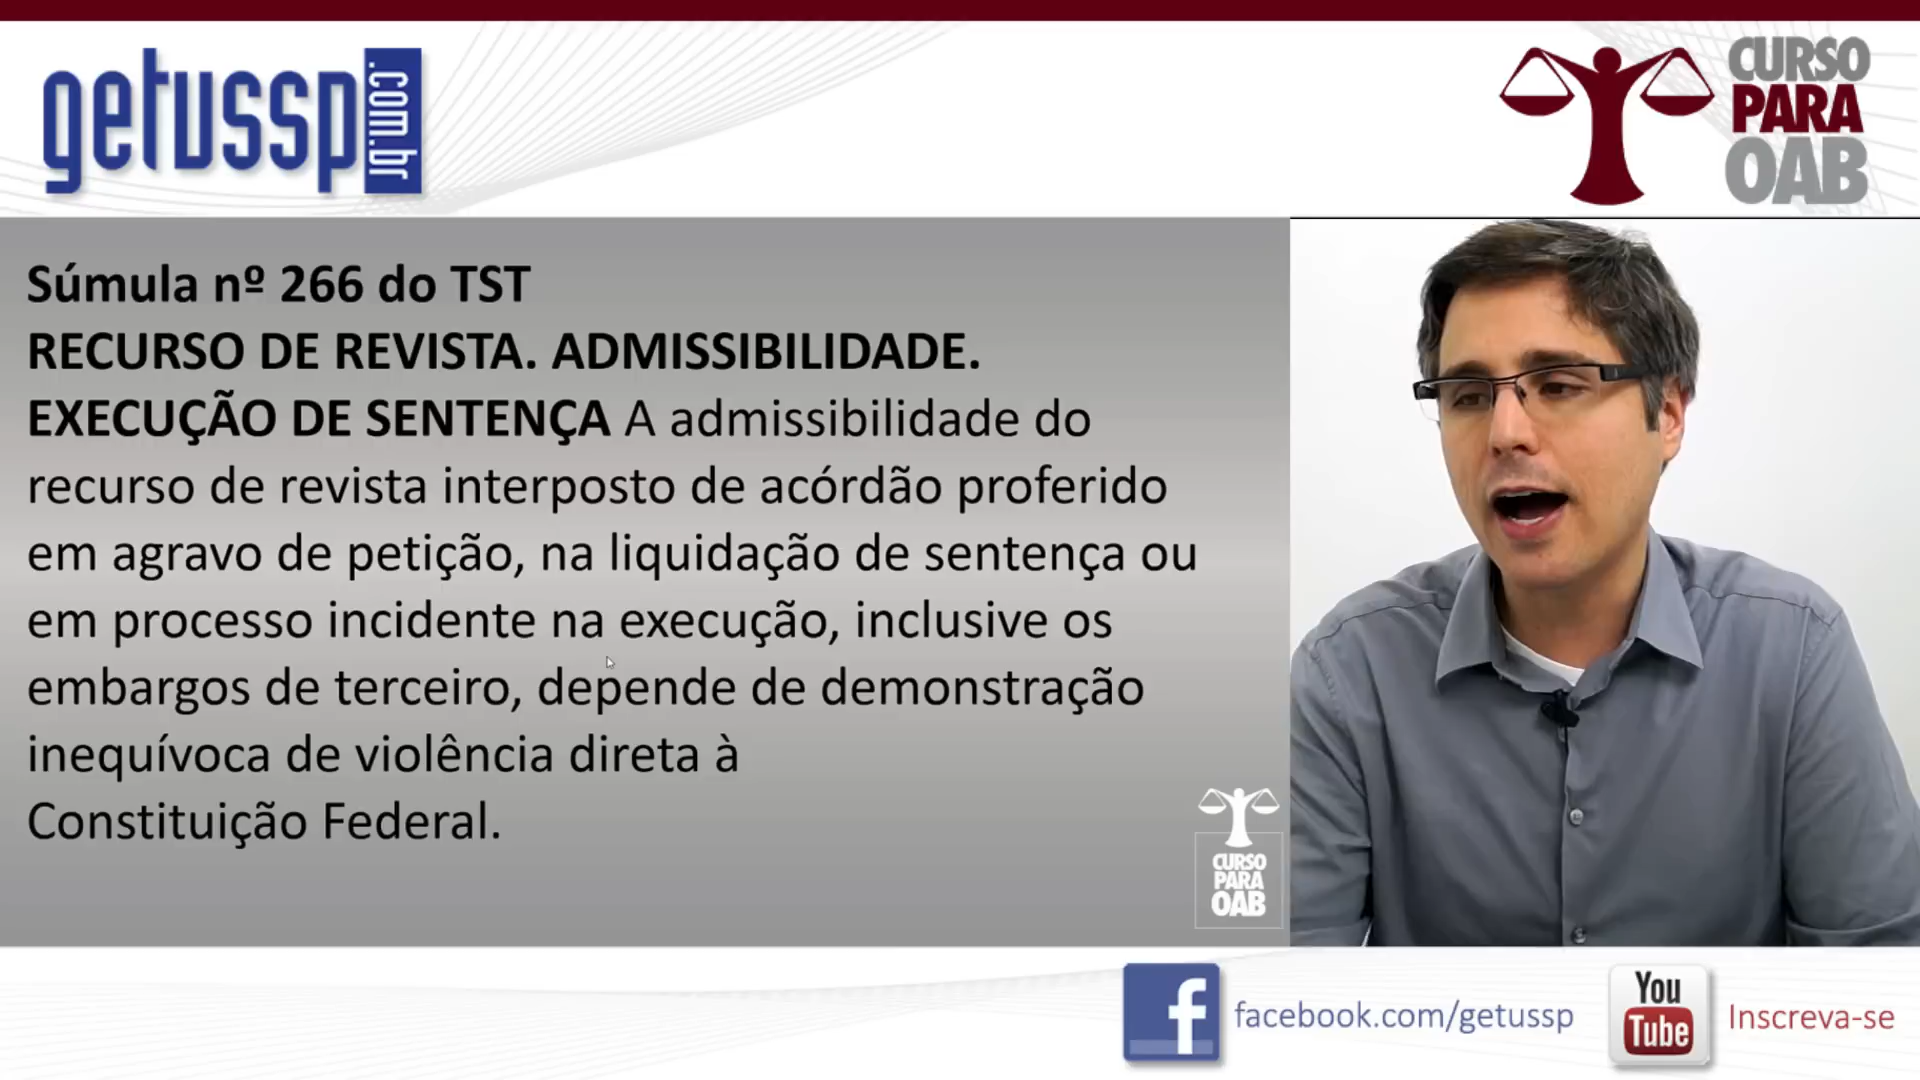 getussp.com.br
CURSO
PARA
OAB
Súmula nº 266 do TST
RECURSO DE REVISTA. ADMISSIBILIDADE.
EXECUÇÃO DE SENTENÇA A admissibilidade do
recurso de revista interposto de acórdão proferido
em agravo de petição, na liquidação de sentença ou
em processo incidente na execução, inclusive os
embargos de terceiro, depende de demonstração
inequívoca de violência direta à
Constituição Federal.
CURSO
PARA
OAB
f facebook.com/getussp
You
Tube
Inscreva-se